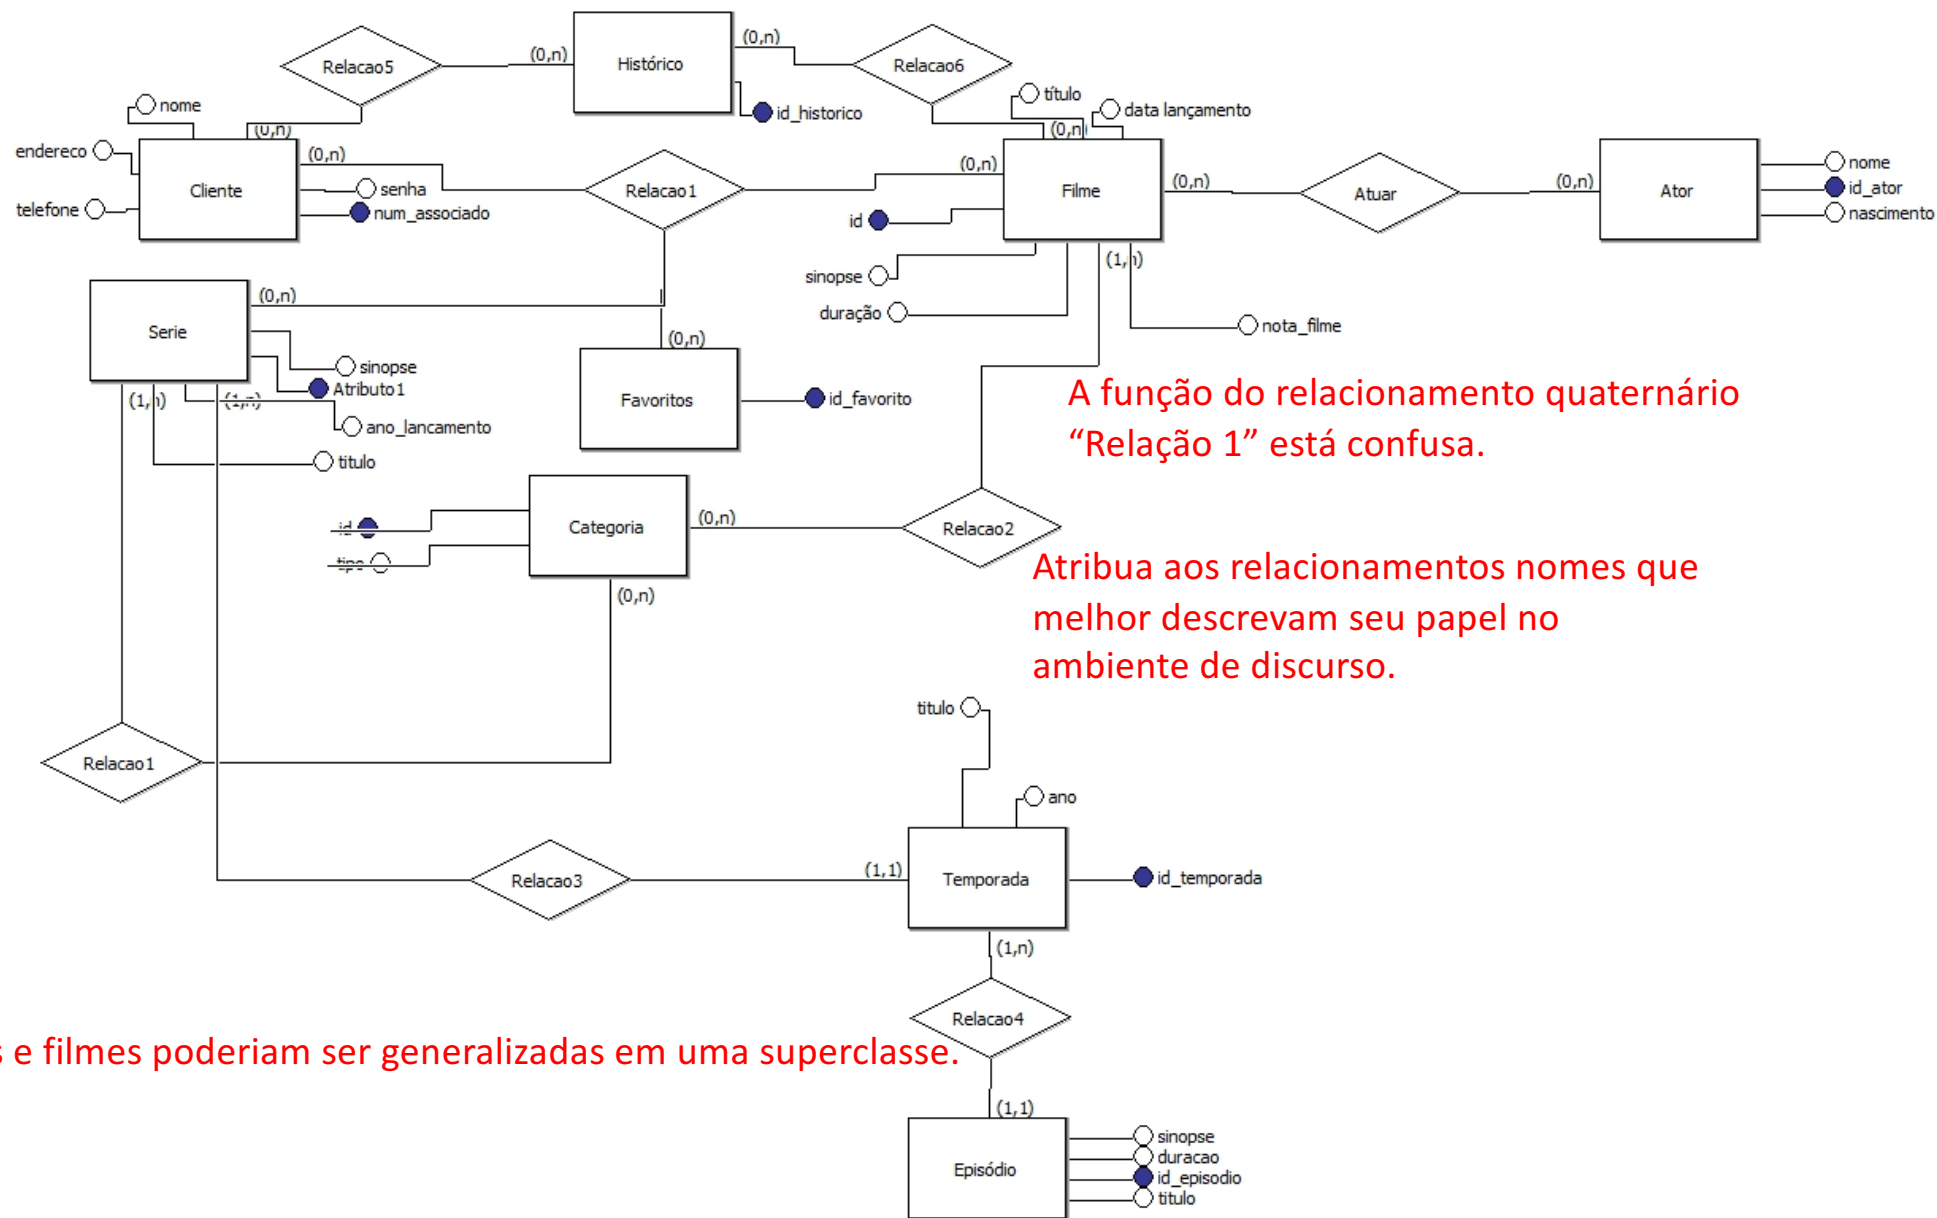 Relacao5
(0,n)
Histórico
(0,n)
Relacao6
id_historico
nome
endereco
telefone
(0,n)
(0,n)
Cliente
senha
num_associado
Relacao1
título
data lançamento
(0,n)
(0,n)
Filme
id
sinopse
duração
(1,n)
nota_filme
(0,n)
Atuar
(0,n)
Ator
nome
id_ator
nascimento
(0,n)
Serie
sinopse
Atributo1
(1,n)
(1,n)
ano_lancamento
titulo
(0,n)
Favoritos
id_favorito
A função do relacionamento quaternário
“Relação 1” está confusa.
id
tipo
Categoria
(0,n)
(0,n)
Relacao2
Atribua aos relacionamentos nomes que
melhor descrevam seu papel no
ambiente de discurso.
Relacao1
titulo
ano
Relacao3
(1,1)
Temporada
id_temporada
(1,n)
Relacao4
s e filmes poderiam ser generalizadas em uma superclasse.
(1,1)
Episódio
sinopse
duracao
id_episodio
titulo